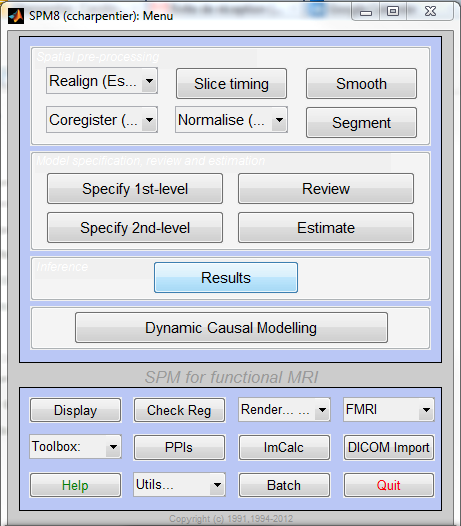 SPM8 (ccharpentier): Menu
Spatial pre-processing
Realign (Es...
Slice timing
Smooth
Coregister (...
Normalise (...
Segment
Model specification, review and estimation
Specify 1st-level
Review
Specify 2nd-level
Estimate
Inference
Results
Dynamic Causal Modelling
SPM for functional MRI
Display
Check Reg
Render... ...
FMRI
Toolbox:
PPIs
ImCalc
DICOM Import
Help
Utils...
Batch
Quit
Copyright (c) 1991,1994-2012